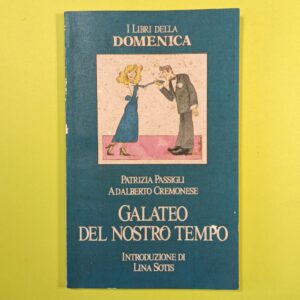 I LIBRI DELLA
DOMENICA
PATRIZIA PASSIGLI
ADALBERTO CREMONESE
GALATEO
DEL NOSTRO TEMPO
INTRODUZIONE DI
LINA SOTIS